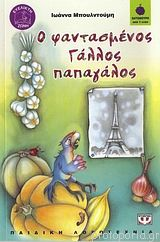 Ιωάννα Μπουλντούμη
Ο φαντασμένος
Γάλλος
παπαγάλος
ΠΑΙΔΙΚΗ ΛΟΓΟΤΕΧΝΙΑ